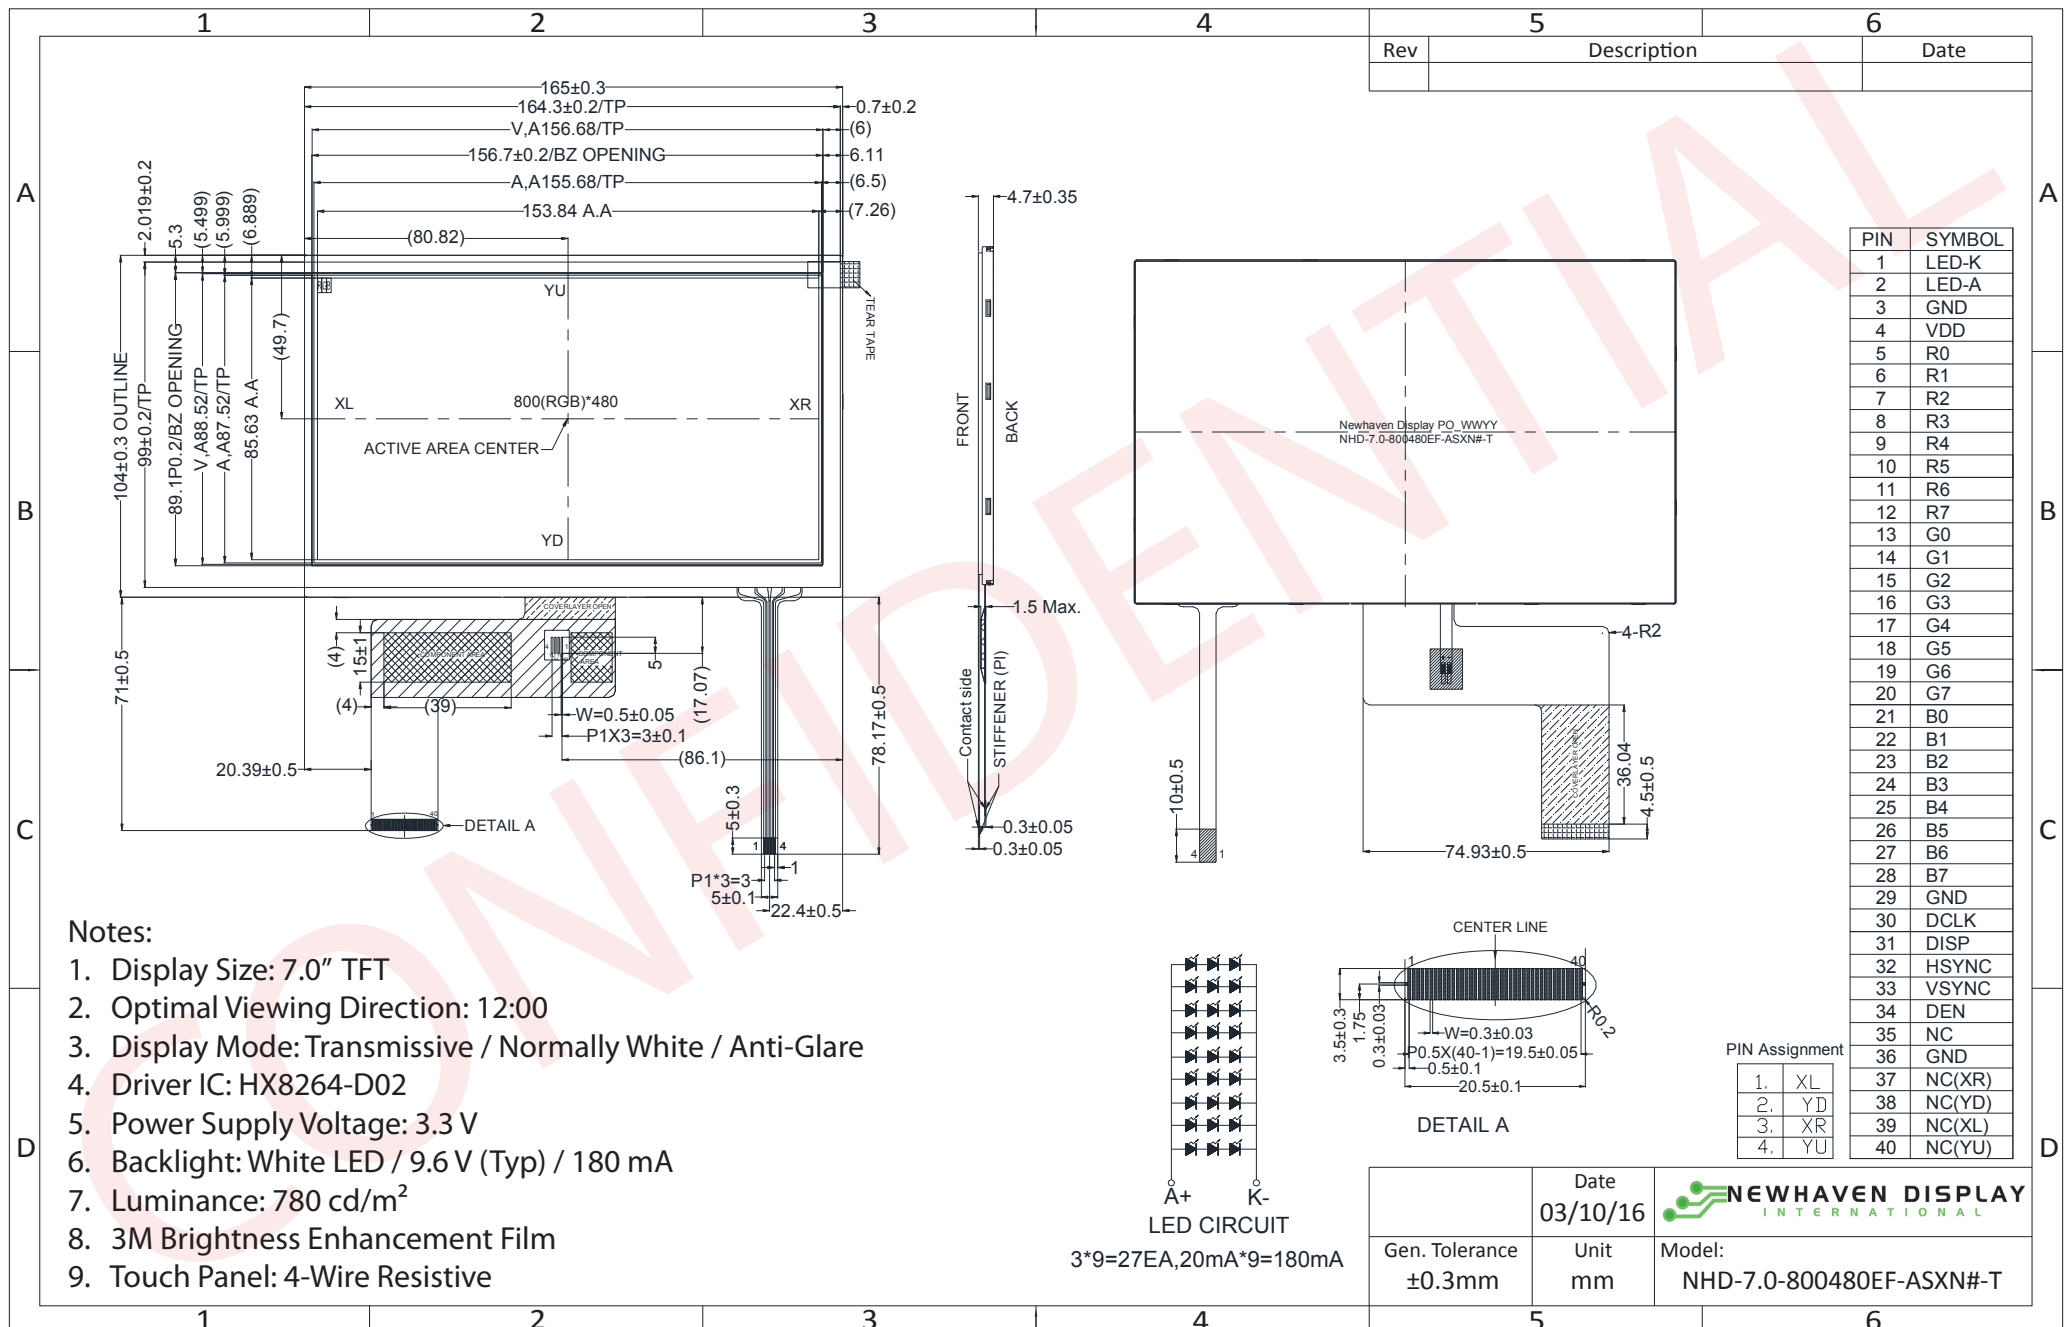 1 2 3 4 5 6
Rev Description Date
A
B
C
D
A
B
C
D
165±0.3
164.3±0.2/TP
0.7±0.2
V,A156.68/TP
(6)
156.7±0.2/BZ OPENING
6.11
A,A155.68/TP
(6.5)
153.84 A.A
(7.26)
(80.82)
2.019±0.2
5.3
(5.499)
(5.999)
(6.889)
104±0.3 OUTLINE
99±0.2/TP
89.1P0.2/BZ OPENING
V,A88.52/TP
A,A87.52/TP
85.63 A.A
(49.7)
YU
TEAR TAPE
XL
800(RGB)*480
XR
ACTIVE AREA CENTER
YD
COVERLAYER OPEN
COMPONENT AREA
COMPONENT
AREA
4 1
71±0.5
(4)
15±1
(4)
(39)
5
(17.07)
W=0.5±0.05
P1X3=3±0.1
(86.1)
20.39±0.5
1 40
DETAIL A
78.17±0.5
5±0.3
1 4
1
P1*3=3
5±0.1
22.4±0.5
4.7±0.35
FRONT
BACK
1.5 Max.
Contact side
STIFFENER (PI)
0.3±0.05
0.3±0.05
Newhaven Display PO_WWYY
NHD-7.0-800480EF-ASXN#-T
4-R2
10±0.5
4 1
COVERLAYER OPEN
36.04
4.5±0.5
74.93±0.5
CENTER LINE
1 40
3.5±0.3
1.75
0.3±0.03
R0.2
W=0.3±0.03
P0.5X(40-1)=19.5±0.05
0.5±0.1
20.5±0.1
DETAIL A
A+ K-
LED CIRCUIT
3*9=27EA,20mA*9=180mA
PIN SYMBOL
1 LED-K
2 LED-A
3 GND
4 VDD
5 R0
6 R1
7 R2
8 R3
9 R4
10 R5
11 R6
12 R7
13 G0
14 G1
15 G2
16 G3
17 G4
18 G5
19 G6
20 G7
21 B0
22 B1
23 B2
24 B3
25 B4
26 B5
27 B6
28 B7
29 GND
30 DCLK
31 DISP
32 HSYNC
33 VSYNC
34 DEN
35 NC
36 GND
37 NC(XR)
38 NC(YD)
39 NC(XL)
40 NC(YU)
PIN Assignment
1. XL
2. YD
3. XR
4. YU
Notes:
1. Display Size: 7.0” TFT
2. Optimal Viewing Direction: 12:00
3. Display Mode: Transmissive / Normally White / Anti-Glare
4. Driver IC: HX8264-D02
5. Power Supply Voltage: 3.3 V
6. Backlight: White LED / 9.6 V (Typ) / 180 mA
7. Luminance: 780 cd/m²
8. 3M Brightness Enhancement Film
9. Touch Panel: 4-Wire Resistive
Date
03/10/16
NEWHAVEN DISPLAY
INTERNATIONAL
Gen. Tolerance
±0.3mm
Unit
mm
Model:
NHD-7.0-800480EF-ASXN#-T
CONFIDENTIAL
1 2 3 4 5 6